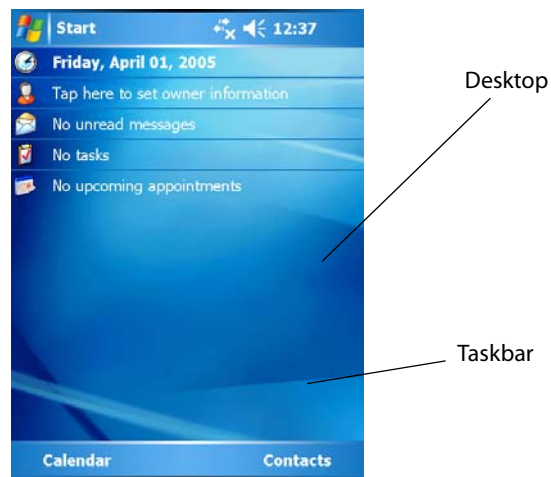 Start 12:37
Friday, April 01, 2005
Tap here to set owner information
Desktop
No unread messages
No tasks
No upcoming appointments
Taskbar
Calendar Contacts